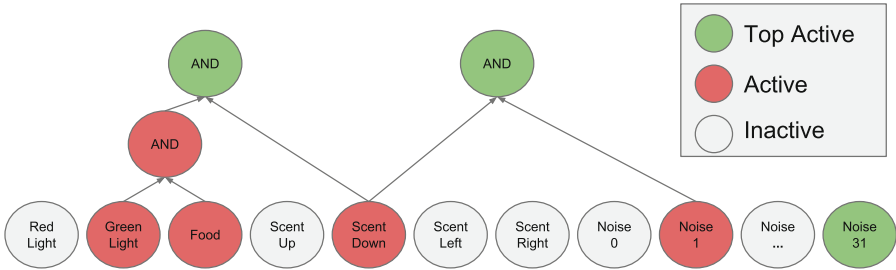 AND
AND
Top Active
Active
Inactive
AND
Red
Light
Green
Light
Food
Scent
Up
Scent
Down
Scent
Left
Scent
Right
Noise
0
Noise
1
Noise
...
Noise
31